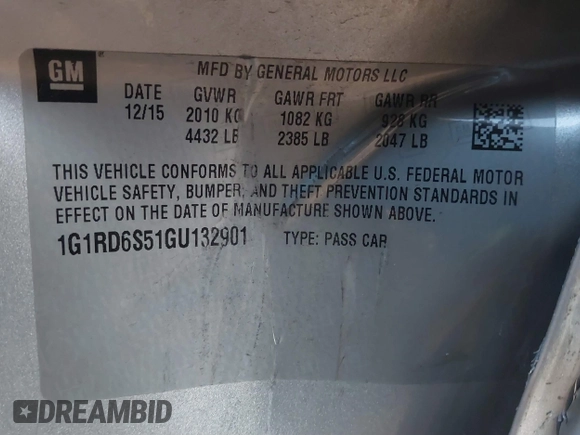 GM
MFD BY GENERAL MOTORS LLC
DATE GVWR GAWR FRT GAWR RR
12/15 2010 KG 1082 KG 928 KG
4432 LB 2385 LB 2047 LB
THIS VEHICLE CONFORMS TO ALL APPLICABLE U.S. FEDERAL MOTOR
VEHICLE SAFETY, BUMPER, AND THEFT PREVENTION STANDARDS IN
EFFECT ON THE DATE OF MANUFACTURE SHOWN ABOVE.
1G1RD6S51GU132901 TYPE: PASS CAR
DREAMBID